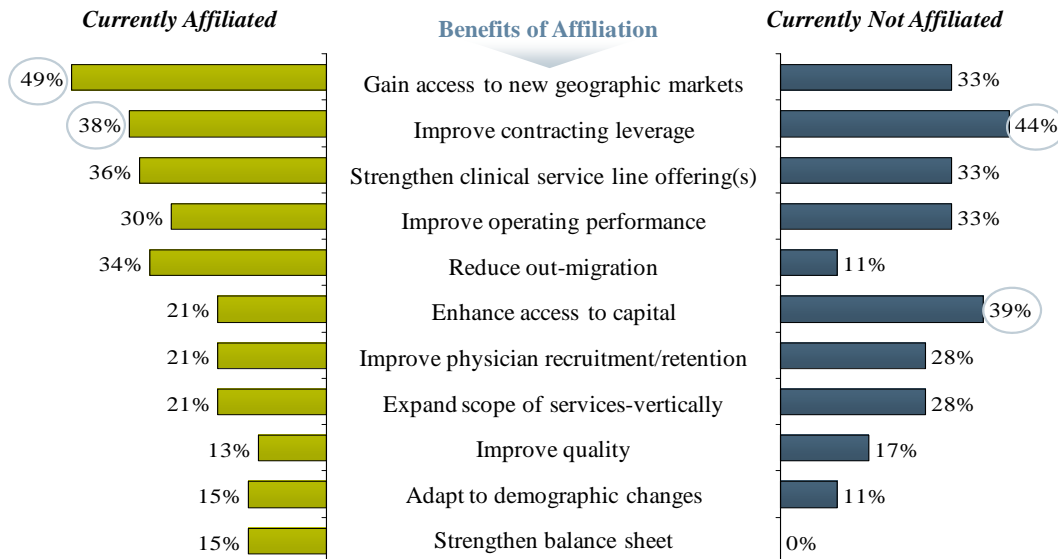 Currently Affiliated
Benefits of Affiliation
Currently Not Affiliated
49% Gain access to new geographic markets 33%
38% Improve contracting leverage 44%
36% Strengthen clinical service line offering(s) 33%
30% Improve operating performance 33%
34% Reduce out-migration 11%
21% Enhance access to capital 39%
21% Improve physician recruitment/retention 28%
21% Expand scope of services-vertically 28%
13% Improve quality 17%
15% Adapt to demographic changes 11%
15% Strengthen balance sheet 0%